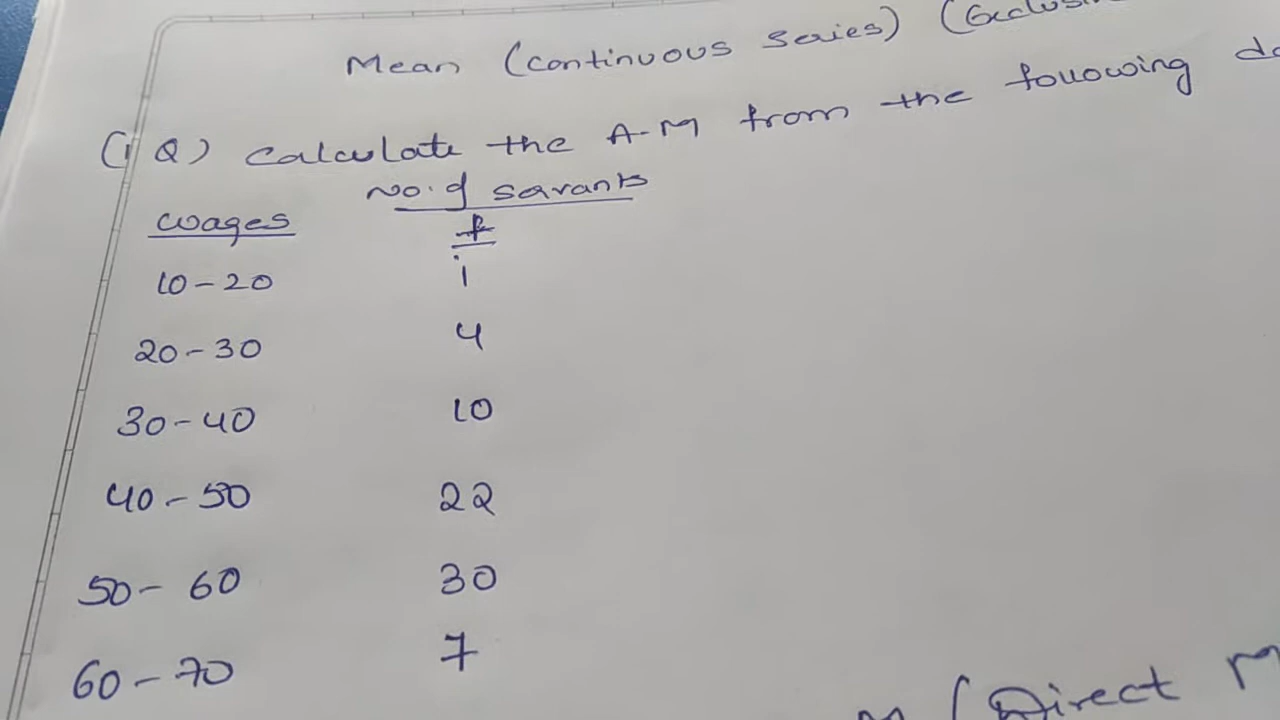 Mean (continuous series)
(1 Q) calculate the A-M from the following
No. of sarvants
wages
f
10-20 1
20-30 4
30-40 10
40-50 22
50-60 30
60-70 7
(Direct